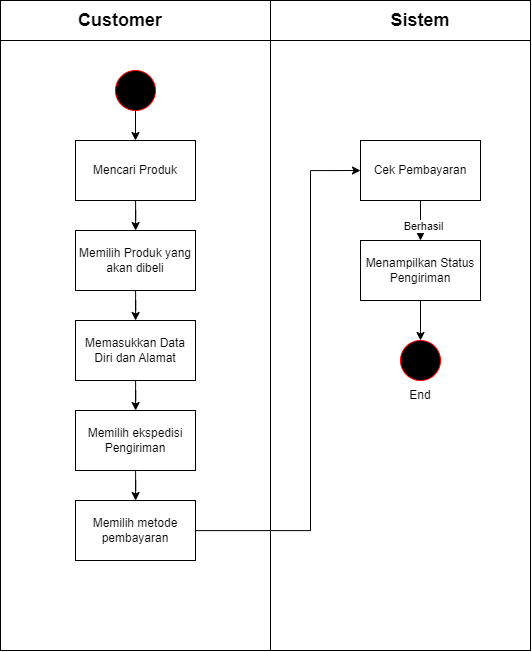 Customer
Sistem
Mencari Produk
Memilih Produk yang
akan dibeli
Memasukkan Data
Diri dan Alamat
Memilih ekspedisi
Pengiriman
Memilih metode
pembayaran
Cek Pembayaran
Berhasil
Menampilkan Status
Pengiriman
End